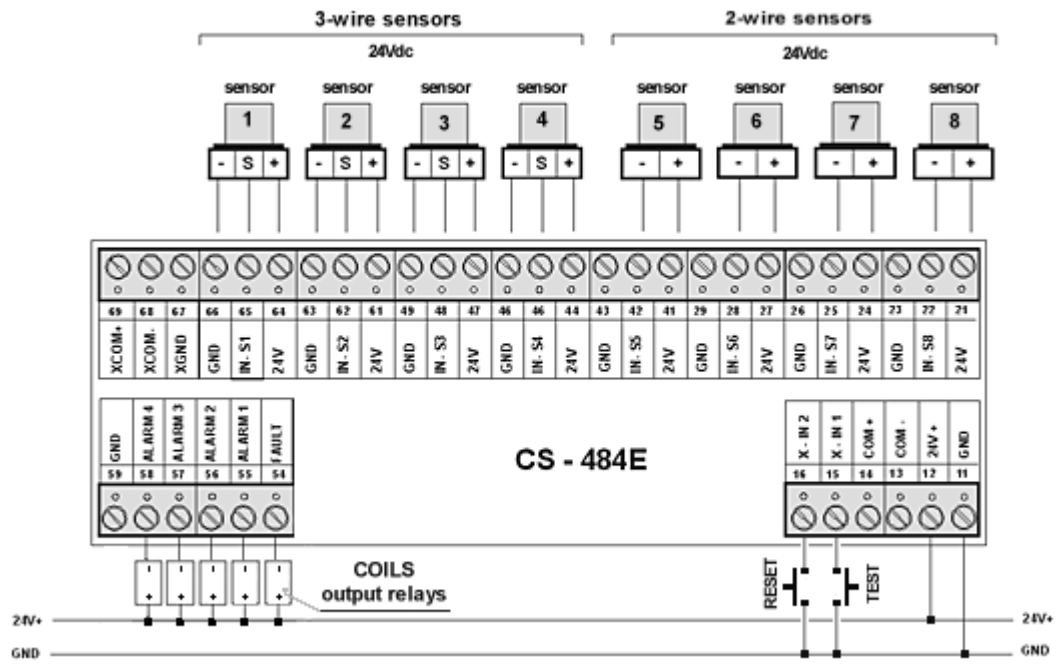 3-wire sensors 2-wire sensors
24Vdc 24Vdc
sensor sensor sensor sensor sensor sensor sensor sensor
1 2 3 4 5 6 7 8
- S + - S + - S + - S + - + - + - + - +
69 68 67 66 65 64 63 62 61 49 48 47 46 46 44 43 42 41 29 28 27 26 25 24 23 22 21
XCOM+ XCOM- XGND GND IN- S1 24V GND IN- S2 24V GND IN- S3 24V GND IN- S4 24V GND IN- S5 24V GND IN- S6 24V GND IN- S7 24V GND IN- S8 24V
GND ALARM 4 ALARM 3 ALARM 2 ALARM 1 FAULT X - IN 2 X - IN 1 COM + COM - 24V + GND
59 58 57 56 55 54 16 15 14 13 12 11
CS - 484E
- - - - -
+ + + + +
COILS
output relays
RESET TEST
24V+ 24V+
GND GND